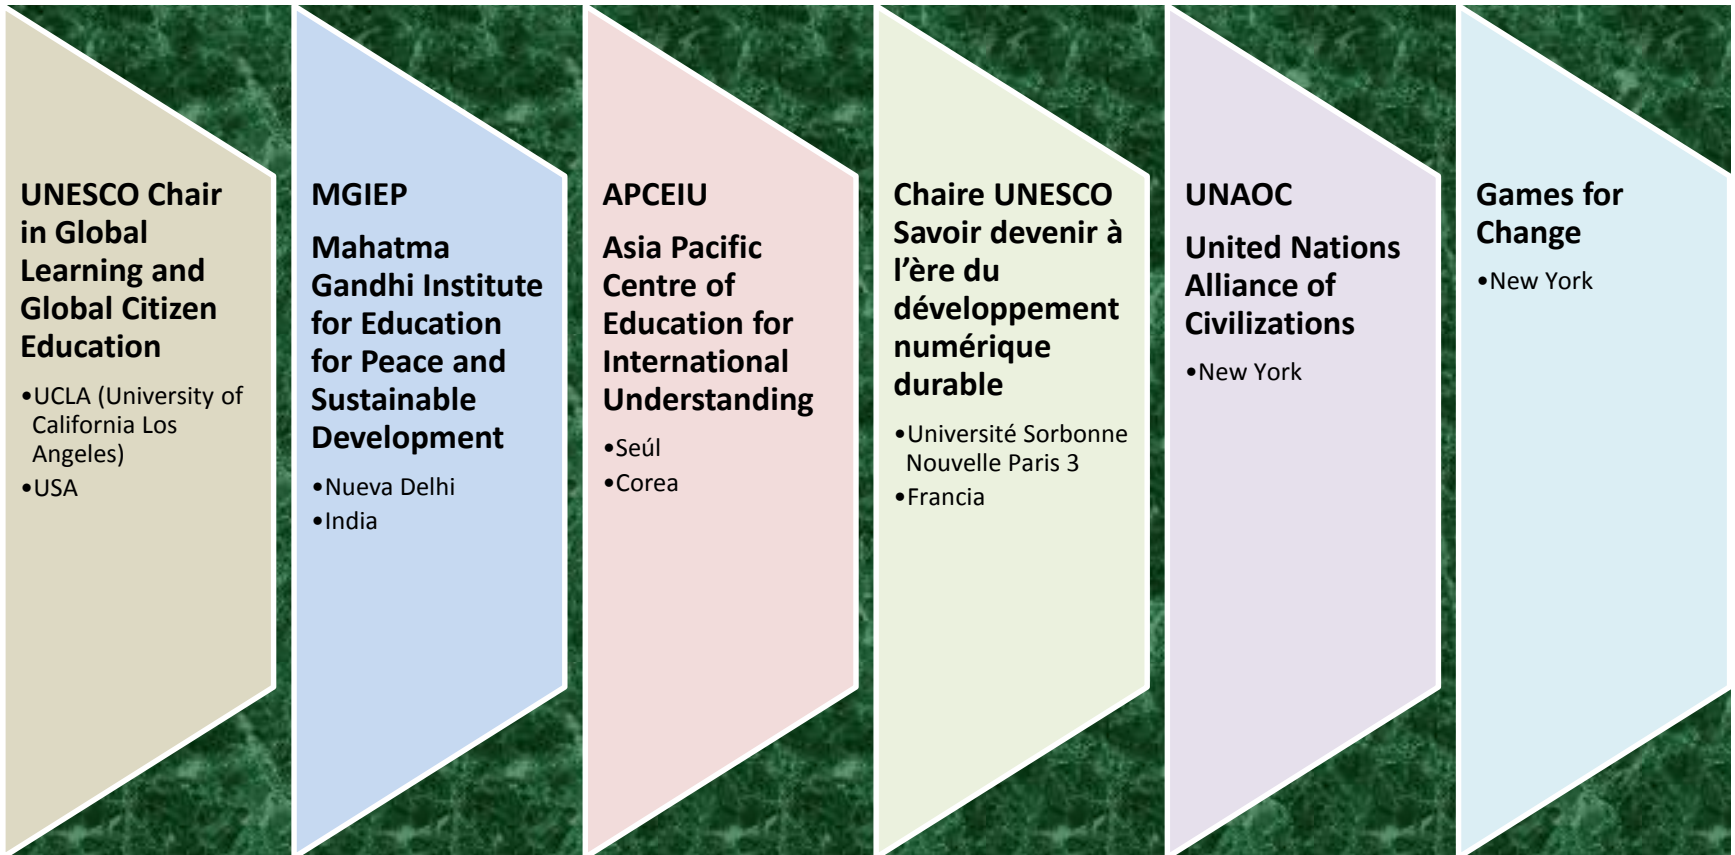 UNESCO Chair
in Global
Learning and
Global Citizen
Education
•UCLA (University of
California Los
Angeles)
•USA
MGIEP
Mahatma
Gandhi Institute
for Education
for Peace and
Sustainable
Development
•Nueva Delhi
•India
APCEIU
Asia Pacific
Centre of
Education for
International
Understanding
•Seúl
•Corea
Chaire UNESCO
Savoir devenir à
l’ère du
développement
numérique
durable
•Université Sorbonne
Nouvelle Paris 3
•Francia
UNAOC
United Nations
Alliance of
Civilizations
•New York
Games for
Change
•New York